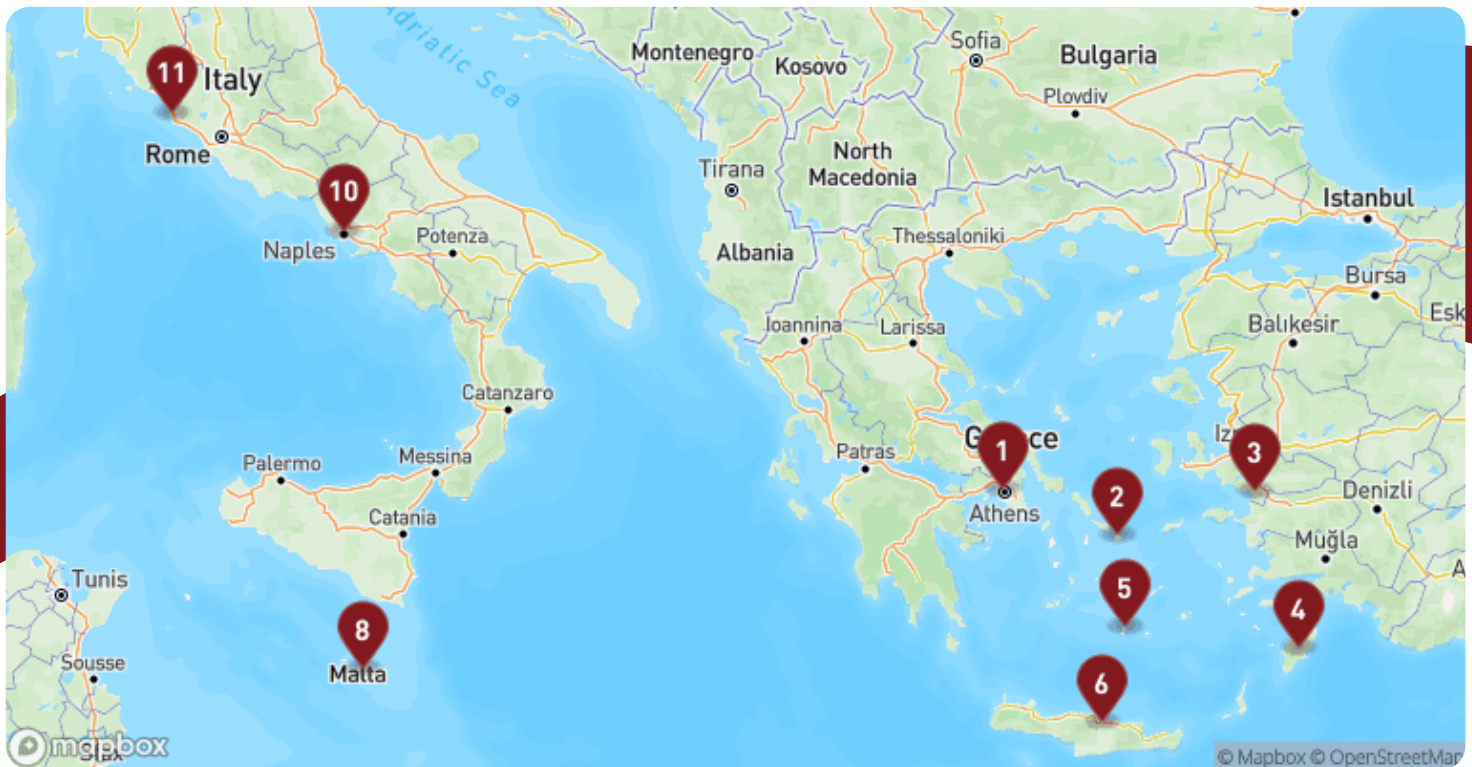 Adriatic Sea
Montenegro
Kosovo
Sofia
Bulgaria
11
Italy
Plovdiv
Rome
North
Macedonia
Tirana
10
Istanbul
Naples
Potenza
Albania
Thessaloniki
Bursa
Esk
Ioannina
Larissa
Balıkesir
Catanzaro
Messina
Palermo
Patras
1
3
Denizli
2
Athens
Catania
Muğla
Tunis
5
4
8
Malta
Sousse
6
mapbox
© Mapbox © OpenStreetMap